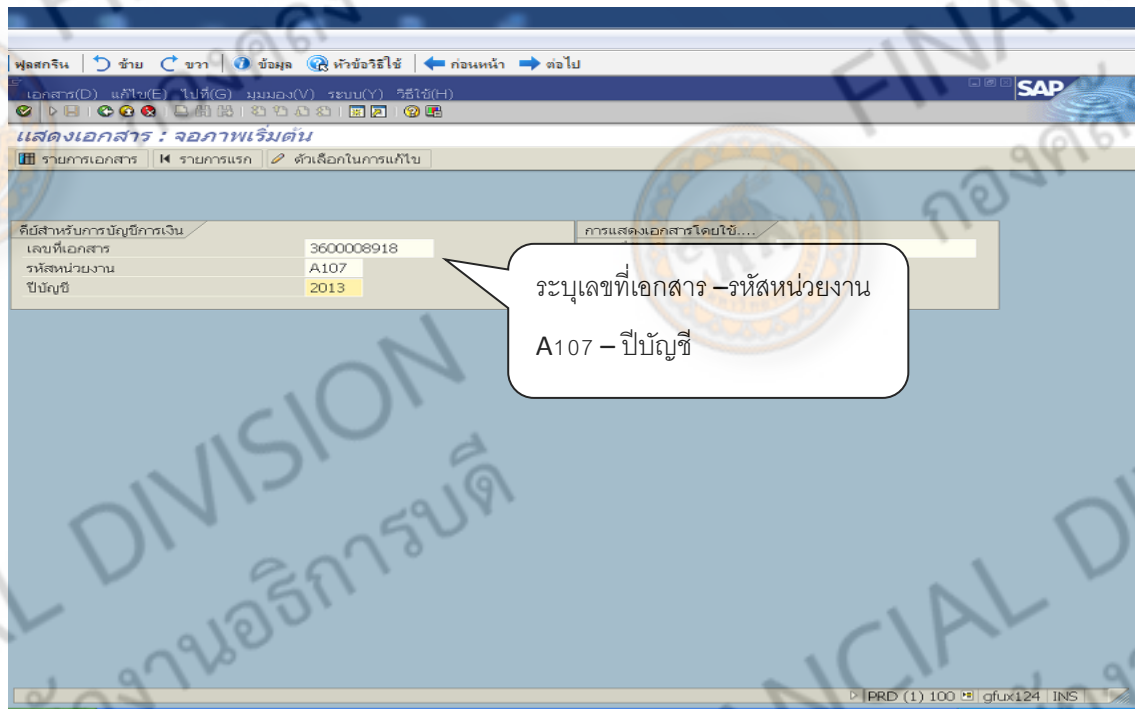 ฟุลสกรีน ซ้าย ขวา ข้อมูล หัวข้อวิธีใช้ ก่อนหน้า ต่อไป
เอกสาร(D) แก้ไข(E) ไปที่(G) มุมมอง(V) ระบบ(Y) วิธีใช้(H)
SAP
แสดงเอกสาร : จอภาพเริ่มต้น
รายการเอกสาร รายการแรก ตัวเลือกในการแก้ไข
คีย์สำหรับการบัญชีการเงิน
การแสดงเอกสารโดยใช้....
เลขที่เอกสาร 3600008918
รหัสหน่วยงาน A107
ปีบัญชี 2013
ระบุเลขที่เอกสาร –รหัสหน่วยงาน
A107 – ปีบัญชี
DIVISION
PRD (1) 100 gfux124 INS